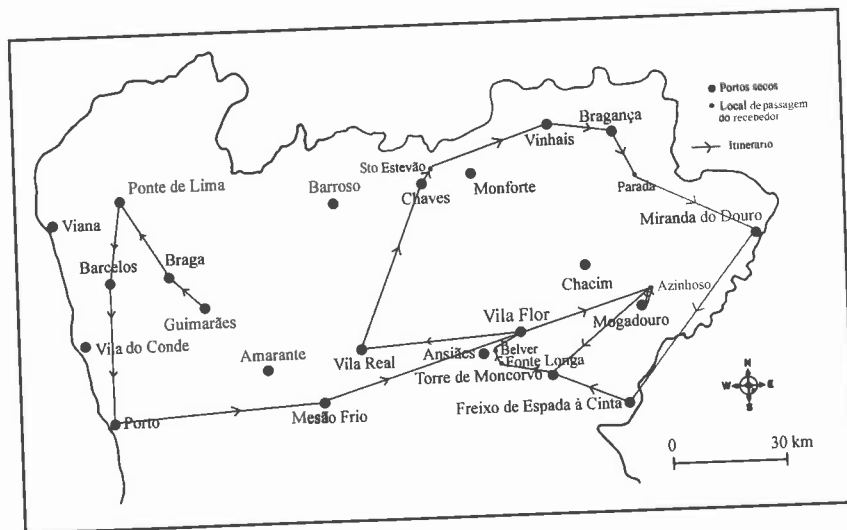 Portos secos
Local de passagem
do recebedor
Itinerario
Bragança
Vinhais
Sto Estevão
Monforte
Chaves
Barroso
Parada
Ponte de Lima
Viana
Miranda do Douro
Barcelos
Braga
Guimarães
Chacim
Azinhoso
Mogadouro
Vila Flor
Vila do Conde
Vila Real
Ansiães
Belver
Fonte Longa
Amarante
Torre de Moncorvo
Mesão Frio
Freixo de Espada à Cinta
Porto
N
W E
S
0 30 km